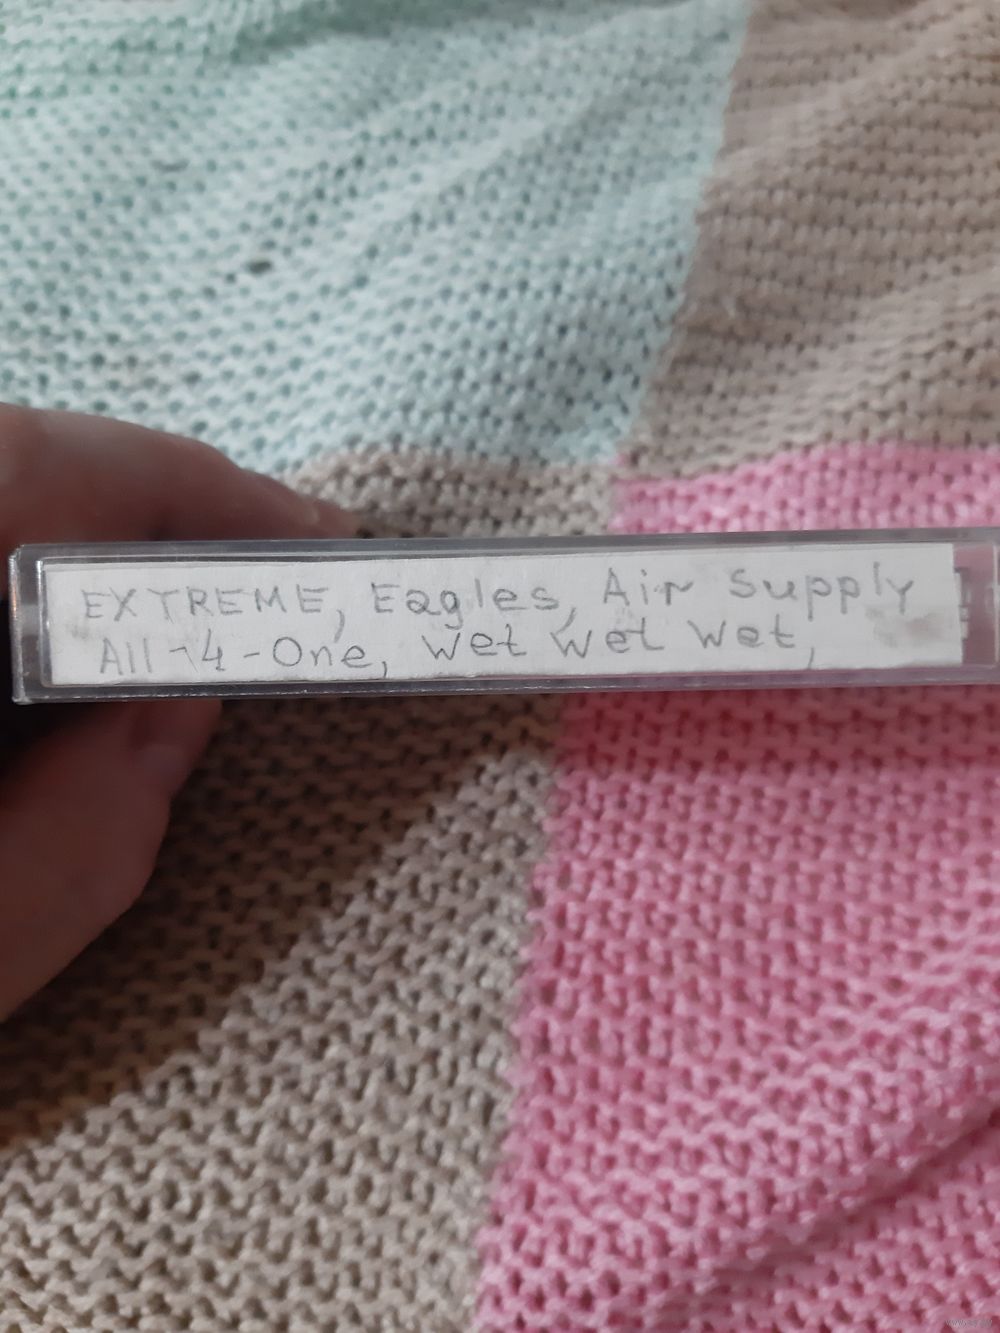 EXTREME, Eagles, Air Supply
All-4-One, Wet Wet Wet,